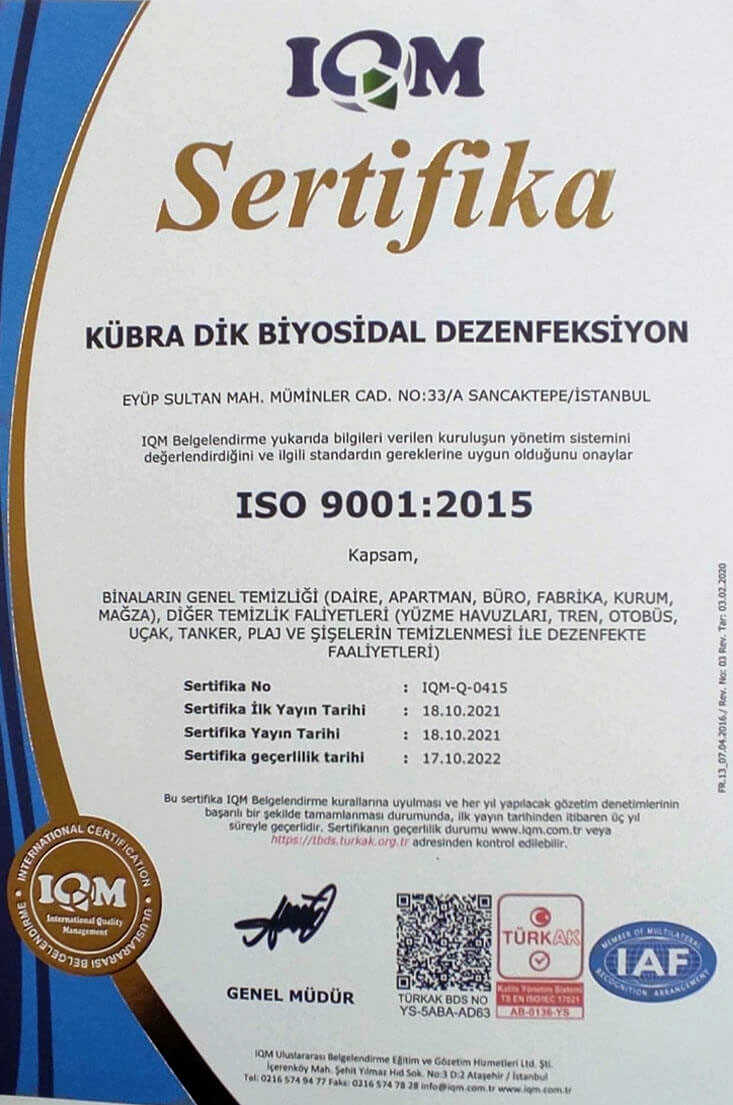 IQM
Sertifika
KÜBRA DİK BİYOSİDAL DEZENFEKSİYON
EYÜP SULTAN MAH. MÜMİNLER CAD. NO:33/A SANCAKTEPE/İSTANBUL
IQM Belgelendirme yukarıda bilgileri verilen kuruluşun yönetim sistemini
değerlendirdiğini ve ilgili standardın gereklerine uygun olduğunu onaylar
ISO 9001:2015
Kapsam,
BİNALARIN GENEL TEMİZLİĞİ (DAİRE, APARTMAN, BÜRO, FABRİKA, KURUM,
MAĞZA), DİĞER TEMİZLİK FALİYETLERİ (YÜZME HAVUZLARI, TREN, OTOBÜS,
UÇAK, TANKER, PLAJ VE ŞİŞELERİN TEMİZLENMESİ İLE DEZENFEKTE
FAALİYETLERİ)
Sertifika No : IQM-Q-0415
Sertifika İlk Yayın Tarihi : 18.10.2021
Sertifika Yayın Tarihi : 18.10.2021
Sertifika geçerlilik tarihi : 17.10.2022
Bu sertifika IQM Belgelendirme kurallarına uyulması ve her yıl yapılacak gözetim denetimlerinin
başarılı bir şekilde tamamlanması durumunda, ilk yayın tarihinden itibaren üç yıl
süreyle geçerlidir. Sertifikanın geçerlilik durumu www.iqm.com.tr veya
https://tbds.turkak.org.tr adresinden kontrol edilebilir.
FR.13_07.04.2016./ Rev. No: 03 Rev. Tar: 03.02.2020
INTERNATIONAL CERTIFICATION
IQM
International Quality
Management
ULUSLARARASI BELGELENDİRME
GENEL MÜDÜR
TÜRKAK BDS NO
YS-5ABA-AD63
TÜRKAK
Kalite Yönetim Sistemi
TS EN ISO/IEC 17021
AB-0136-YS
MEMBER OF MULTILATERAL
IAF
RECOGNITION ARRANGEMENT
IQM Uluslararası Belgelendirme Eğitim ve Gözetim Hizmetleri Ltd. Şti.
İçerenköy Mah. Şehit Yılmaz Hıd Sok. No:3 D:2 Ataşehir / İstanbul
Tel: 0216 574 94 77 Faks: 0216 574 78 28 info@iqm.com.tr www.iqm.com.tr